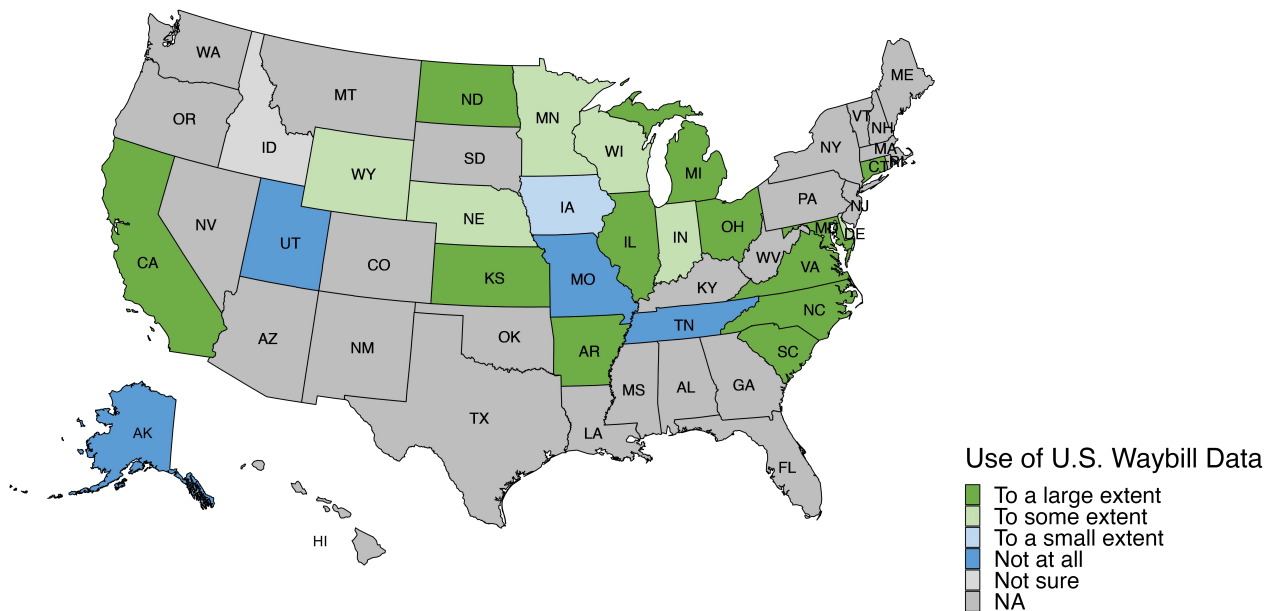 WA
ME
MT
ND
VT
OR
MN
NH
ID
NY
MA
WI
SD
RI
CT
WY
MI
PA
NJ
IA
NE
NV
OH
MD
DE
IL
IN
UT
WV
CA
CO
VA
KS
MO
KY
NC
TN
AZ
OK
NM
AR
SC
MS
AL
GA
TX
AK
LA
FL
HI
Use of U.S. Waybill Data
To a large extent
To some extent
To a small extent
Not at all
Not sure
NA